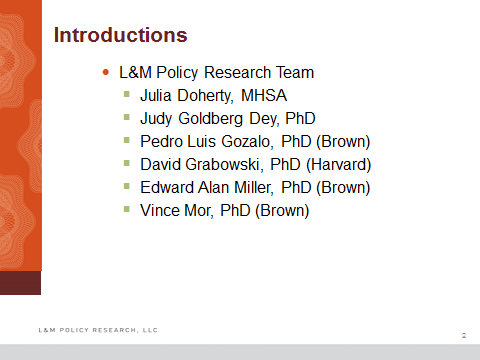 Introductions
L&M Policy Research Team
Julia Doherty, MHSA
Judy Goldberg Dey, PhD
Pedro Luis Gozalo, PhD (Brown)
David Grabowski, PhD (Harvard)
Edward Alan Miller, PhD (Brown)
Vince Mor, PhD (Brown)
L&M POLICY RESEARCH, LLC
2